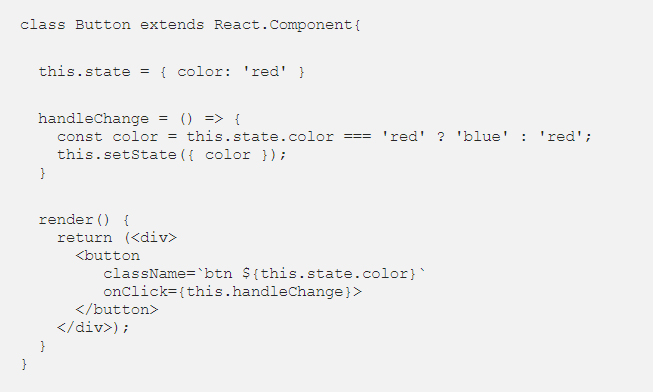 class Button extends React.Component{
this.state = { color: 'red' }
handleChange = () => {
const color = this.state.color === 'red' ? 'blue' : 'red';
this.setState({ color });
}
render() {
return (<div>
<button
className=`btn ${this.state.color}`
onClick={this.handleChange}>
</button>
</div>);
}
}